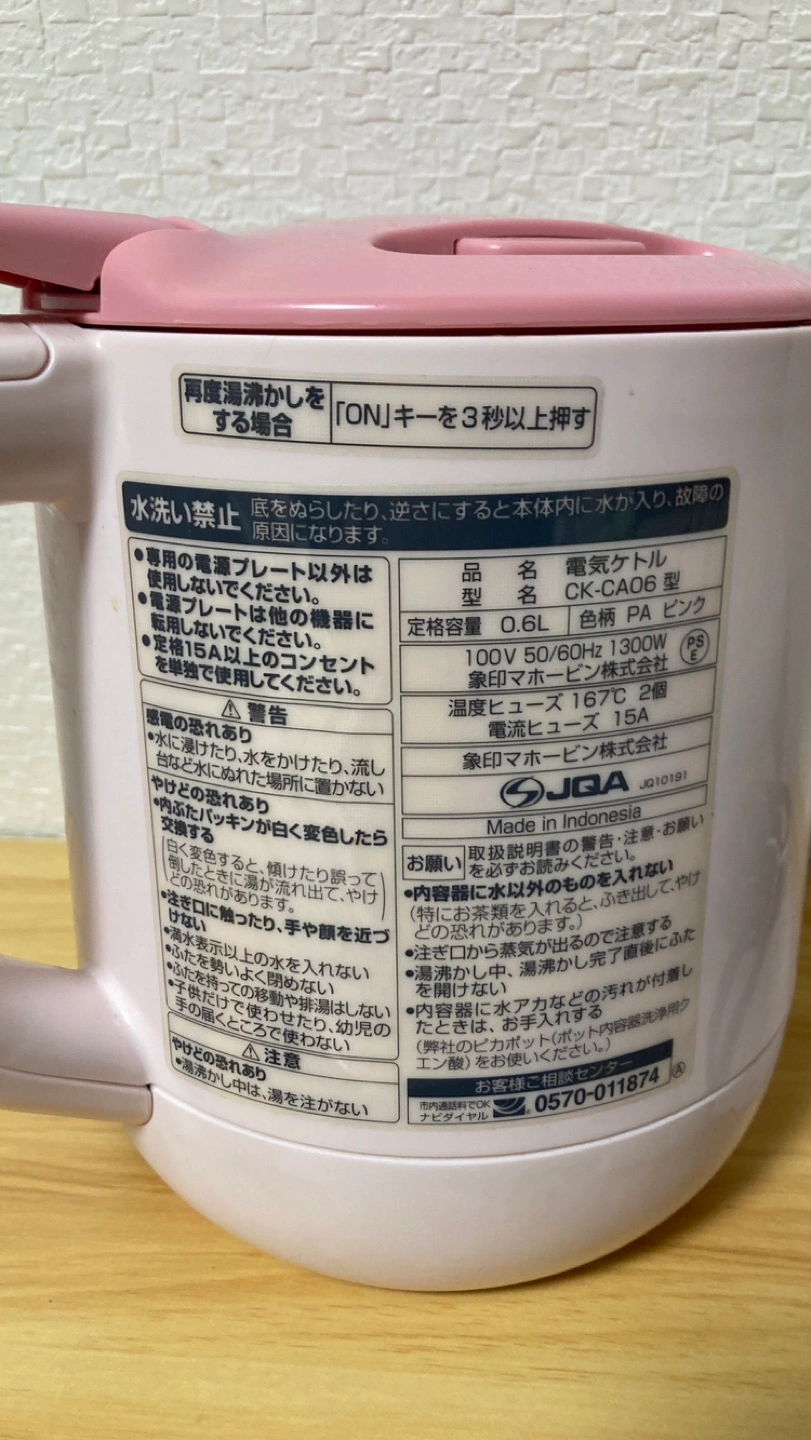 再度湯沸かしを
する場合
「ON」キーを3秒以上押す
水洗い禁止
底をぬらしたり、逆さにすると本体内に水が入り、故障の
原因になります。
●専用の電源プレート以外は
使用しないでください。
●電源プレートは他の機器に
転用しないでください。
●定格15A以上のコンセント
を単独で使用してください。
⚠警告
感電の恐れあり
●水に浸けたり、水をかけたり、流し
台など水にぬれた場所に置かない
やけどの恐れあり
●内ぶたパッキンが白く変色したら
交換する
(白く変色すると、傾けたり誤って
倒したときに湯が流れ出て、やけ
どの恐れがあります。)
●注ぎ口に触ったり、手や顔を近づ
けない
●満水表示以上の水を入れない
●ふたを勢いよく閉めない
●ふたを持っての移動や排湯はしない
●子供だけで使わせたり、幼児の
手の届くところで使わない
⚠注意
やけどの恐れあり
●湯沸かし中は、湯を注がない
品名 電気ケトル
型名 CK-CA06型
定格容量 0.6L 色柄 PA ピンク
100V 50/60Hz 1300W
象印マホービン株式会社
PS
E
温度ヒューズ 167℃ 2個
電流ヒューズ 15A
象印マホービン株式会社
JQA JQ10191
Made in Indonesia
お願い
取扱説明書の警告・注意・お願い
を必ずお読みください。
●内容器に水以外のものを入れない
(特にお茶類を入れると、ふき出して、やけ
どの恐れがあります。)
●注ぎ口から蒸気が出るので注意する
●湯沸かし中、湯沸かし完了直後にふた
を開けない
●内容器に水アカなどの汚れが付着し
たときは、お手入れする
(弊社のピカポット(ポット内容器洗浄用ク
エン酸)をお使いください。)
お客様ご相談センター
市内通話料でOK
ナビダイヤル
0570-011874 Ⓐ